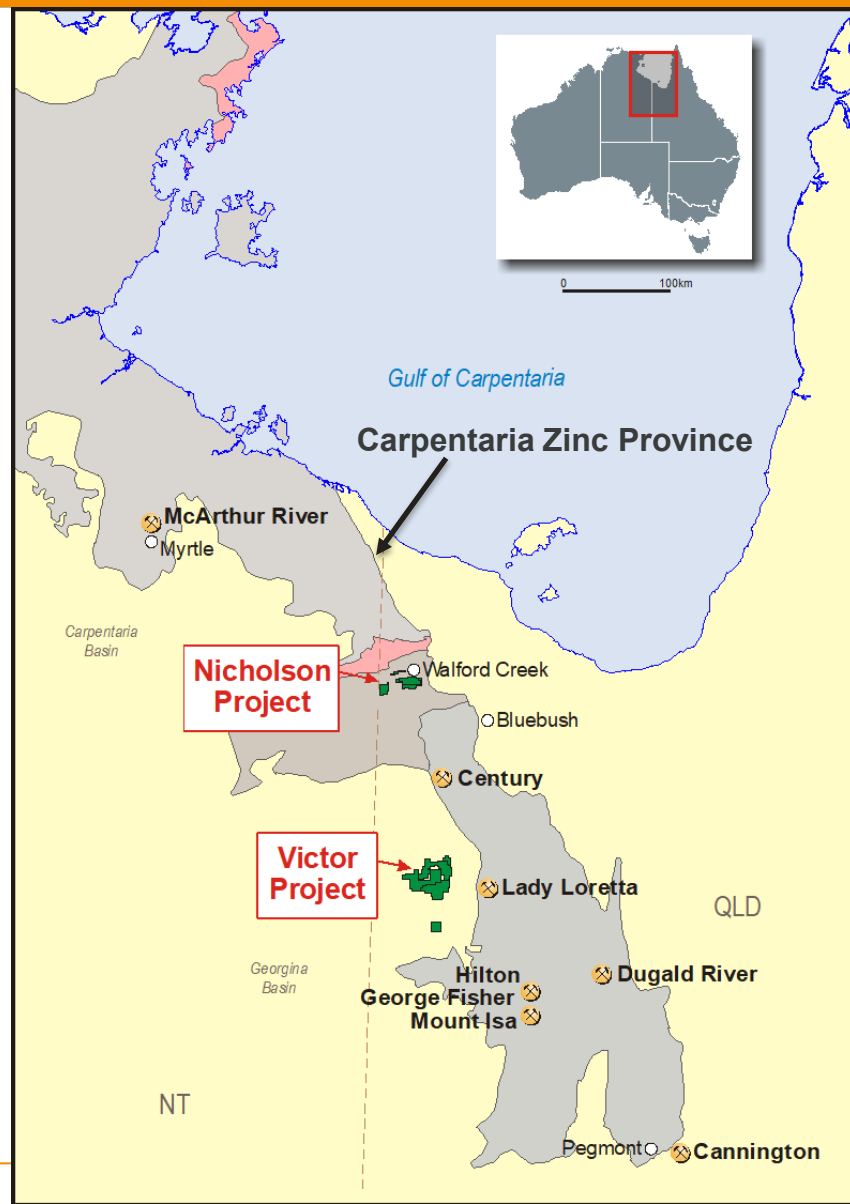 0 100km
Gulf of Carpentaria
Carpentaria Zinc Province
McArthur River
Myrtle
Carpentaria
Basin
Nicholson
Project
Walford Creek
Bluebush
Century
Victor
Project
Lady Loretta
QLD
Georgina
Basin
Hilton
George Fisher
Mount Isa
Dugald River
NT
Pegmont
Cannington